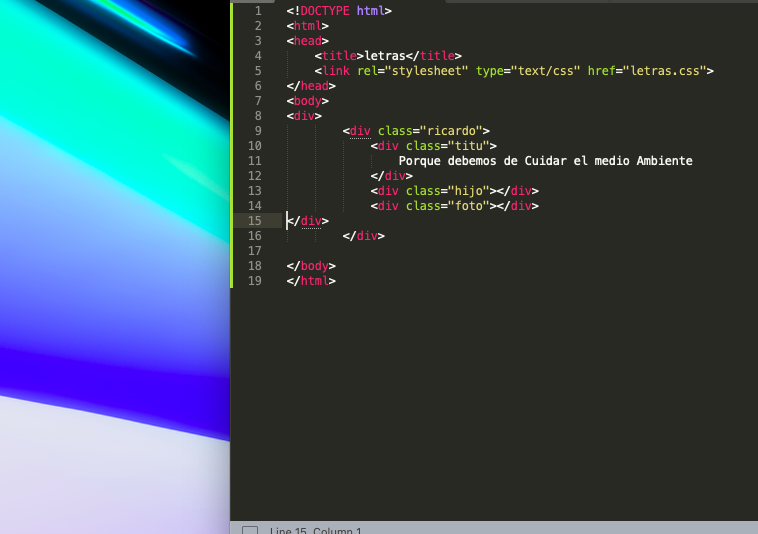 1 <!DOCTYPE html>
2 <html>
3 <head>
4 <title>letras</title>
5 <link rel="stylesheet" type="text/css" href="letras.css">
6 </head>
7 <body>
8 <div>
9 <div class="ricardo">
10 <div class="titu">
11 Porque debemos de Cuidar el medio Ambiente
12 </div>
13 <div class="hijo"></div>
14 <div class="foto"></div>
15 </div>
16 </div>
17
18 </body>
19 </html>
Line 15, Column 1